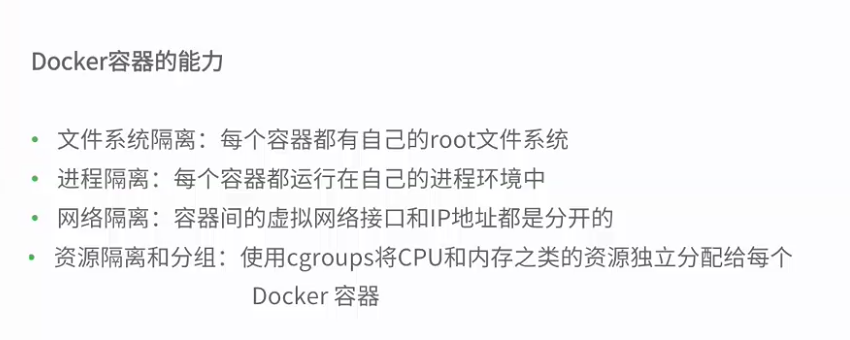 Docker容器的能力
• 文件系统隔离：每个容器都有自己的root文件系统
• 进程隔离：每个容器都运行在自己的进程环境中
• 网络隔离：容器间的虚拟网络接口和IP地址都是分开的
• 资源隔离和分组：使用cgroups将CPU和内存之类的资源独立分配给每个
Docker 容器